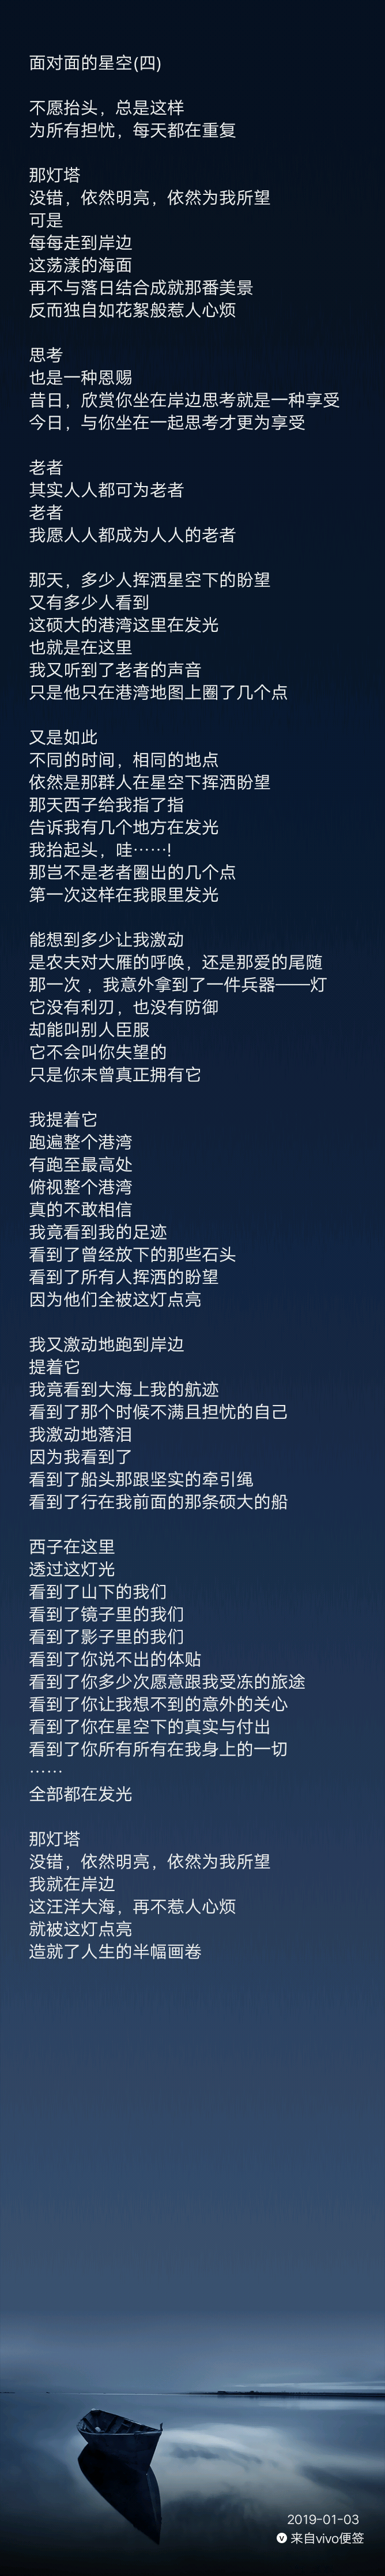 面对面的星空(四)
不愿抬头，总是这样
为所有担忧，每天都在重复
那灯塔
没错，依然明亮，依然为我所望
可是
每每走到岸边
这荡漾的海面
再不与落日结合成就那番美景
反而独自如花絮般惹人心烦
思考
也是一种恩赐
昔日，欣赏你坐在岸边思考就是一种享受
今日，与你坐在一起思考才更为享受
老者
其实人人都可为老者
老者
我愿人人都成为人人的老者
那天，多少人挥洒星空下的盼望
又有多少人看到
这硕大的港湾这里在发光
也就是在这里
我又听到了老者的声音
只是他只在港湾地图上圈了几个点
又是如此
不同的时间，相同的地点
依然是那群人在星空下挥洒盼望
那天西子给我指了指
告诉我有几个地方在发光
我抬起头，哇……!
那岂不是老者圈出的几个点
第一次这样在我眼里发光
能想到多少让我激动
是农夫对大雁的呼唤，还是那爱的尾随
那一次 ，我意外拿到了一件兵器——灯
它没有利刃，也没有防御
却能叫别人臣服
它不会叫你失望的
只是你未曾真正拥有它
我提着它
跑遍整个港湾
有跑至最高处
俯视整个港湾
真的不敢相信
我竟看到我的足迹
看到了曾经放下的那些石头
看到了所有人挥洒的盼望
因为他们全被这灯点亮
我又激动地跑到岸边
提着它
我竟看到大海上我的航迹
看到了那个时候不满且担忧的自己
我激动地落泪
因为我看到了
看到了船头那跟坚实的牵引绳
看到了行在我前面的那条硕大的船
西子在这里
透过这灯光
看到了山下的我们
看到了镜子里的我们
看到了影子里的我们
看到了你说不出的体贴
看到了你多少次愿意跟我受冻的旅途
看到了你让我想不到的意外的关心
看到了你在星空下的真实与付出
看到了你所有所有在我身上的一切
……
全部都在发光
那灯塔
没错，依然明亮，依然为我所望
我就在岸边
这汪洋大海，再不惹人心烦
就被这灯点亮
造就了人生的半幅画卷
2019-01-03
来自vivo便签